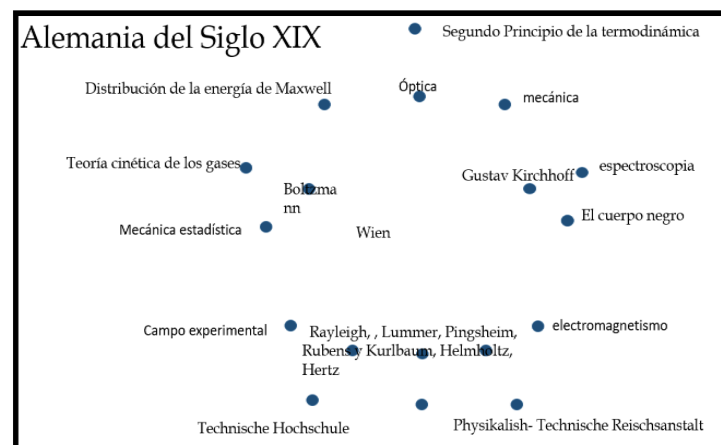 Alemania del Siglo XIX
Segundo Principio de la termodinámica
Distribución de la energía de Maxwell
Óptica
mecánica
Teoría cinética de los gases
Boltzma
nn
Gustav Kirchhoff
espectroscopia
Mecánica estadística
Wien
El cuerpo negro
Campo experimental
Rayleigh, , Lummer, Pingsheim,
Rubens y Kurlbaum, Helmholtz,
Hertz
electromagnetismo
Technische Hochschule
Physikalish- Technische Reischsanstalt